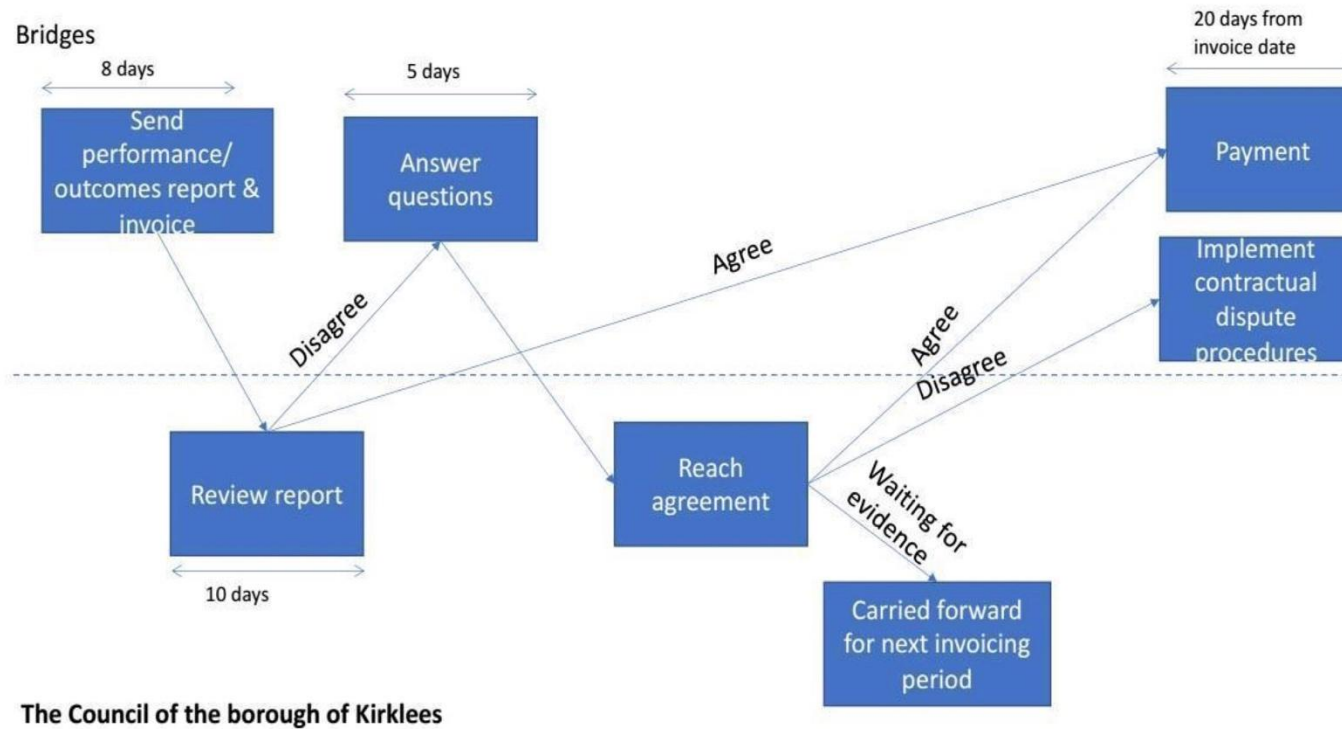 Bridges
8 days
Send
performance/
outcomes report &
invoice
5 days
Answer
questions
20 days from
invoice date
Payment
Implement
contractual
dispute
procedures
Disagree
Agree
Agree
Disagree
Review report
10 days
Reach
agreement
Waiting for
evidence
Carried forward
for next invoicing
period
The Council of the borough of Kirklees